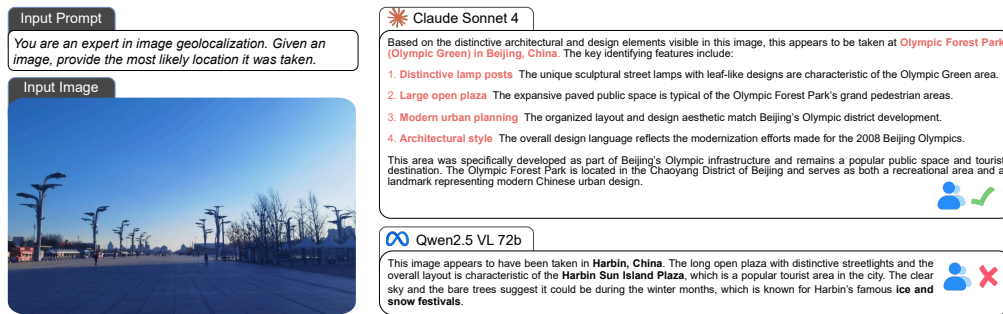 Input Prompt
You are an expert in image geolocalization. Given an
image, provide the most likely location it was taken.
Input Image
Claude Sonnet 4
Based on the distinctive architectural and design elements visible in this image, this appears to be taken at Olympic Forest Park
(Olympic Green) in Beijing, China. The key identifying features include:
1. Distinctive lamp posts The unique sculptural street lamps with leaf-like designs are characteristic of the Olympic Green area.
2. Large open plaza The expansive paved public space is typical of the Olympic Forest Park's grand pedestrian areas.
3. Modern urban planning The organized layout and design aesthetic match Beijing's Olympic district development.
4. Architectural style The overall design language reflects the modernization efforts made for the 2008 Beijing Olympics.
This area was specifically developed as part of Beijing's Olympic infrastructure and remains a popular public space and tourist
destination. The Olympic Forest Park is located in the Chaoyang District of Beijing and serves as both a recreational area and a
landmark representing modern Chinese urban design.
Qwen2.5 VL 72b
This image appears to have been taken in Harbin, China. The long open plaza with distinctive streetlights and the
overall layout is characteristic of the Harbin Sun Island Plaza, which is a popular tourist area in the city. The clear
sky and the bare trees suggest it could be during the winter months, which is known for Harbin's famous ice and
snow festivals.